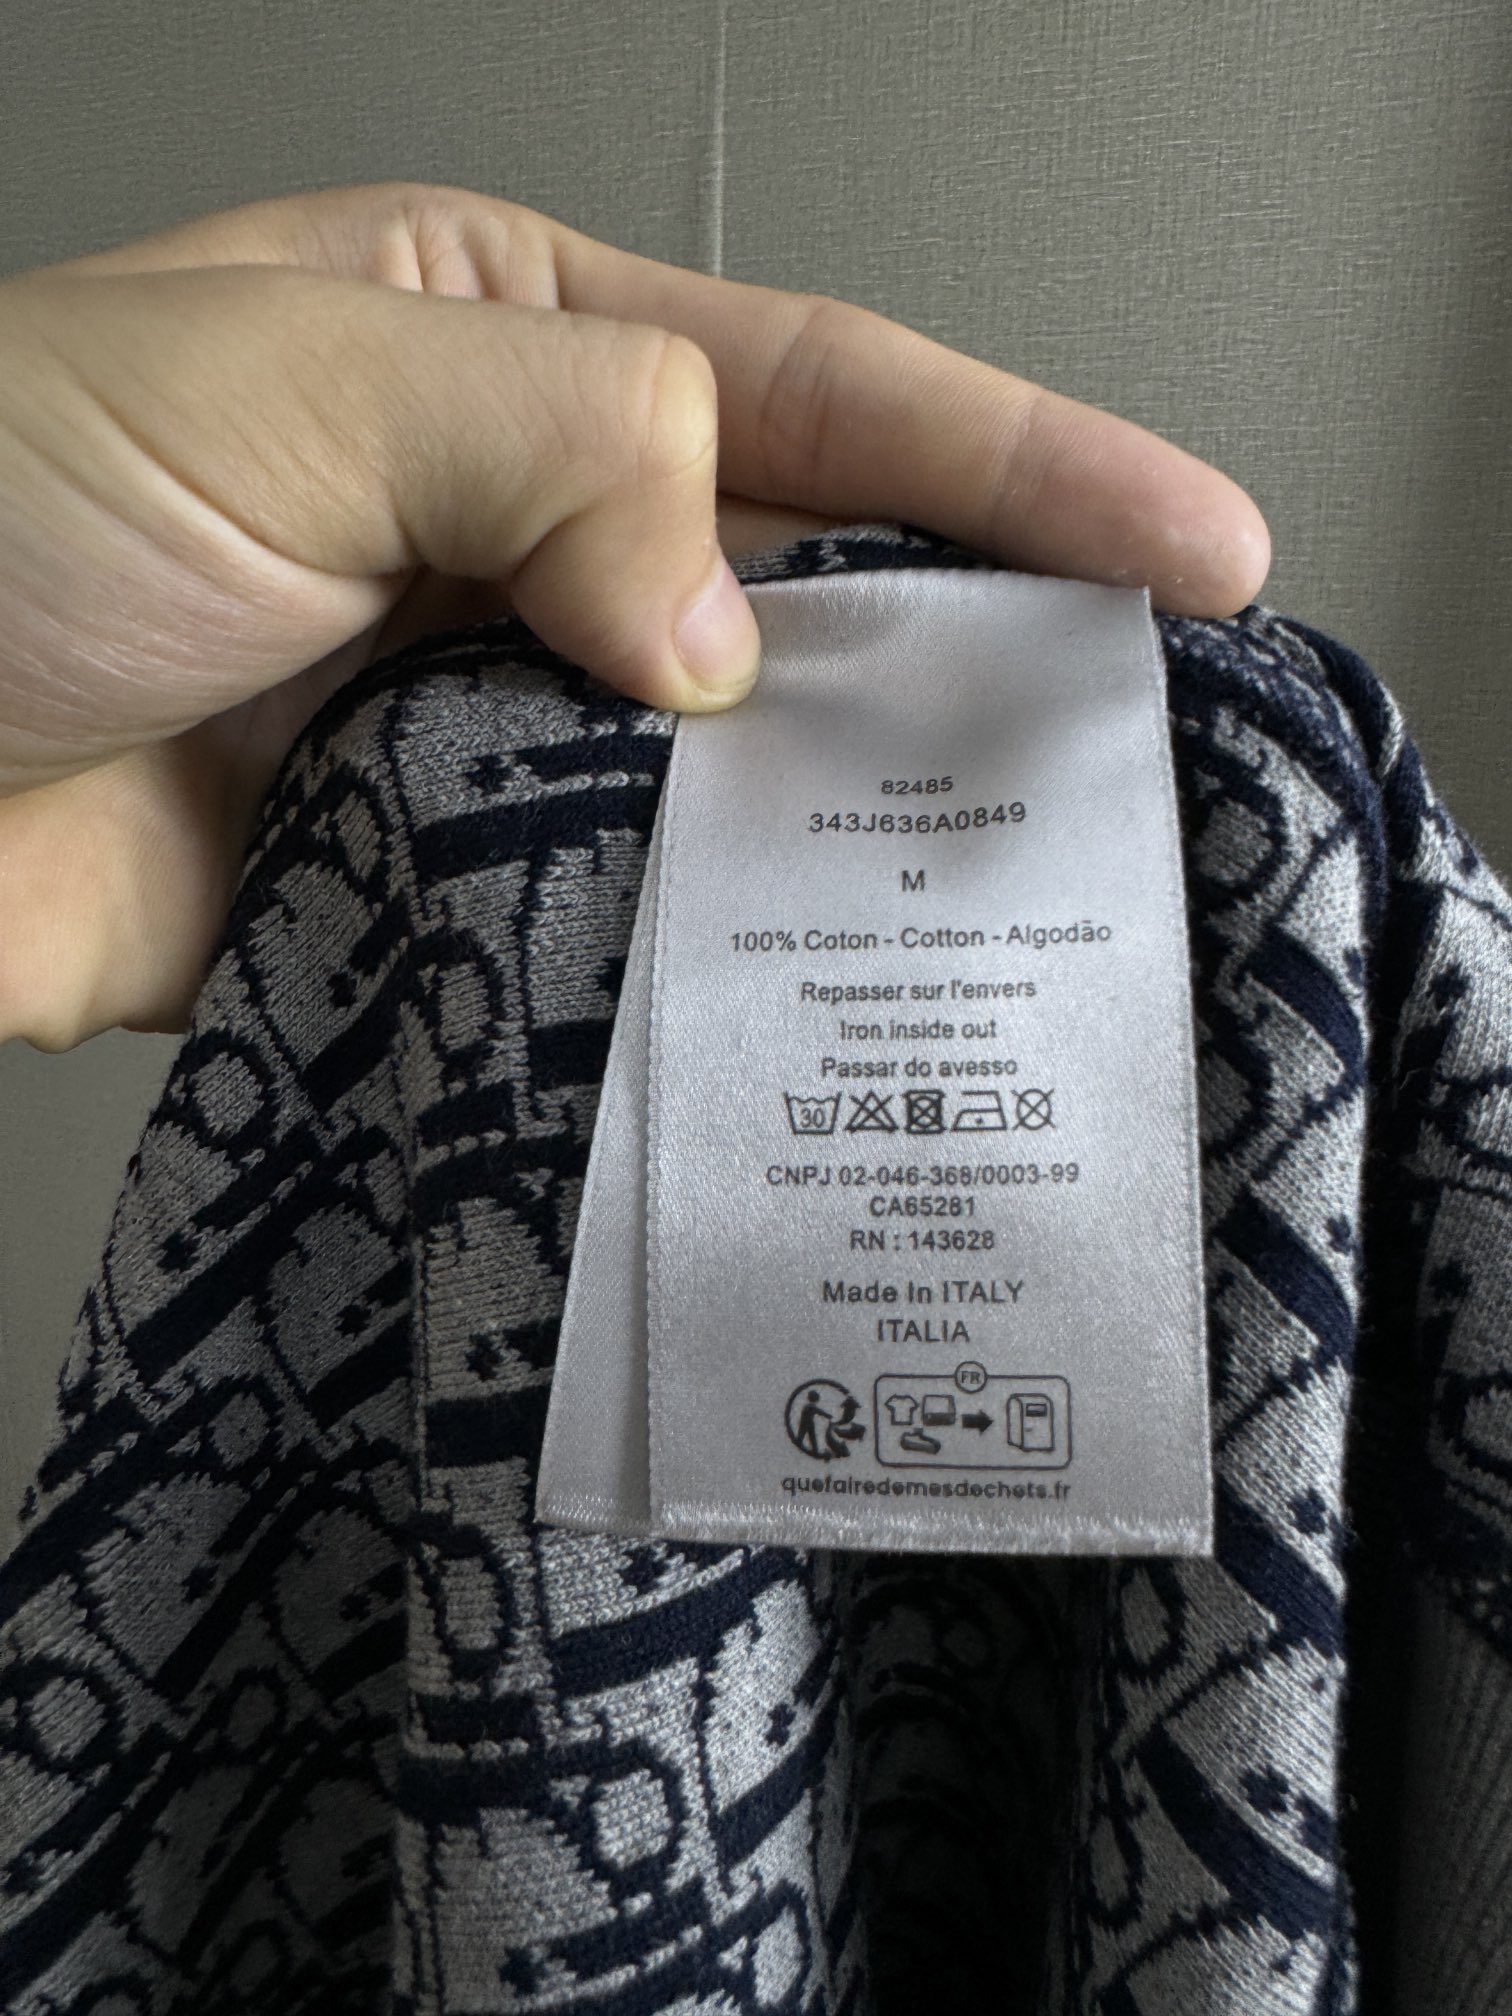 82485
343J636A0849
M
100% Coton - Cotton - Algodão
Repasser sur l'envers
Iron inside out
Passar do avesso
30
CNPJ 02-046-368/0003-99
CA65281
RN : 143628
Made In ITALY
ITALIA
FR
quefairedemesdechets.fr